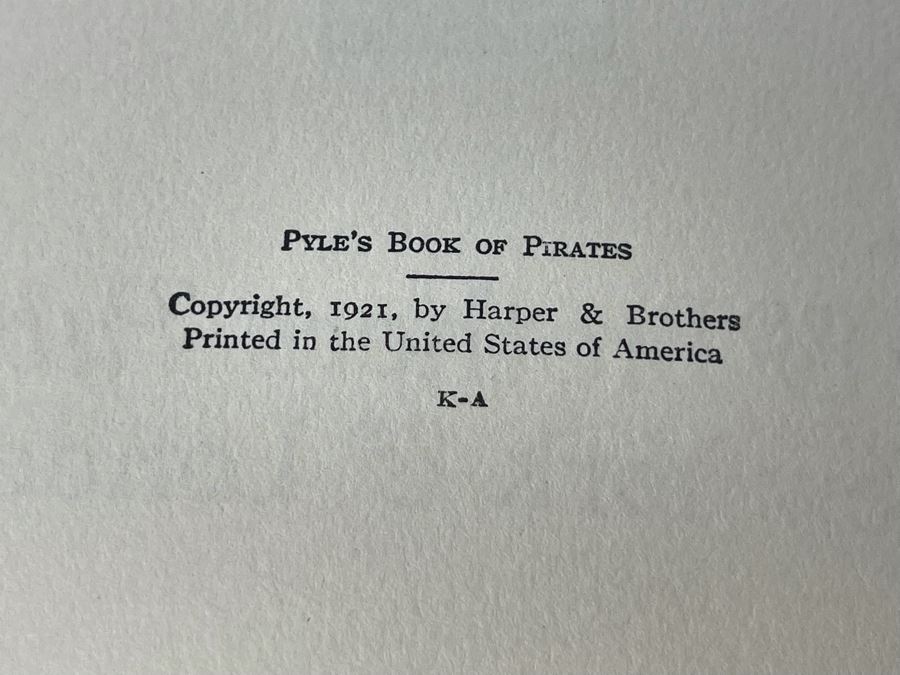 Pyle's Book of Pirates
Copyright, 1921, by Harper & Brothers
Printed in the United States of America
K-A